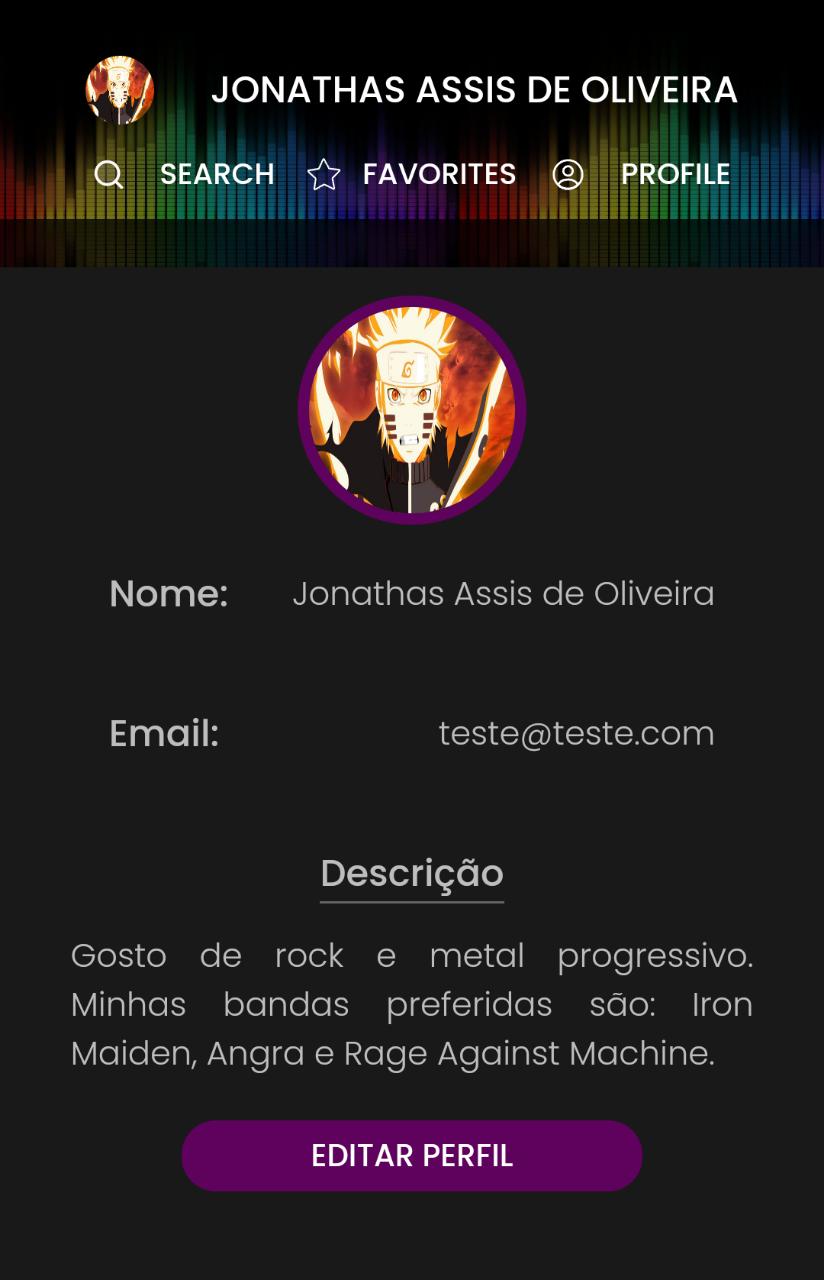 JONATHAS ASSIS DE OLIVEIRA
SEARCH FAVORITES PROFILE
Nome: Jonathas Assis de Oliveira
Email: teste@teste.com
Descrição
Gosto de rock e metal progressivo.
Minhas bandas preferidas são: Iron
Maiden, Angra e Rage Against Machine.
EDITAR PERFIL